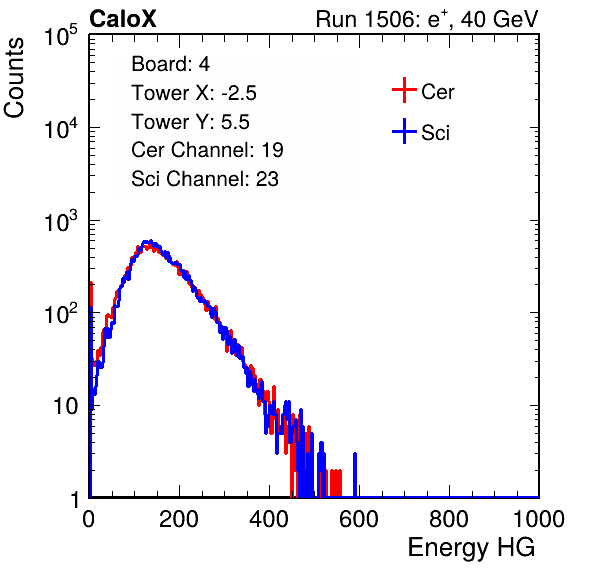 CaloX Run 1506: e⁺, 40 GeV
Counts
Board: 4
Tower X: -2.5
Tower Y: 5.5
Cer Channel: 19
Sci Channel: 23
Cer
Sci
10⁵
10⁴
10³
10²
10
1
0 200 400 600 800 1000
Energy HG